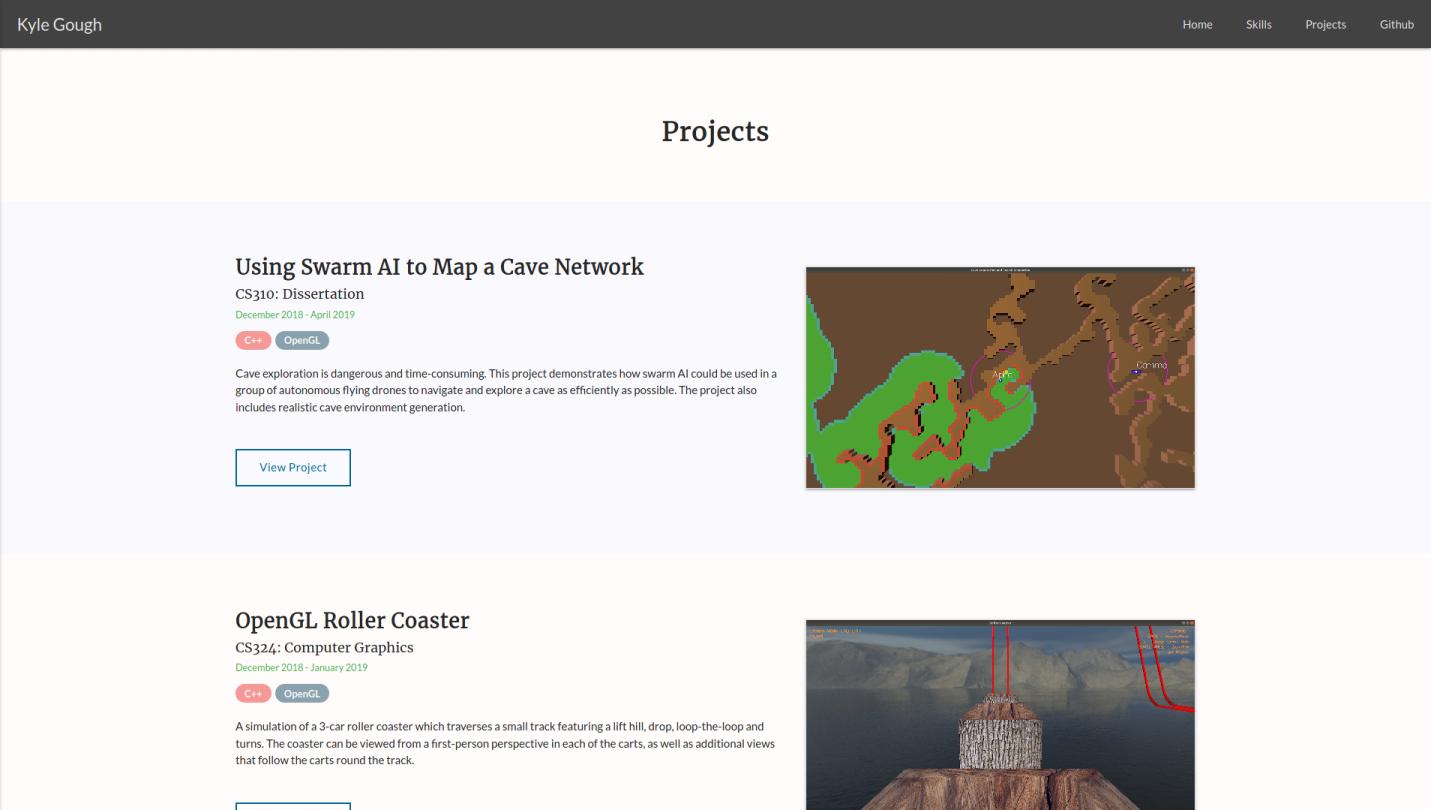 Kyle Gough
Home Skills Projects Github
Projects
Using Swarm AI to Map a Cave Network
CS310: Dissertation
December 2018 - April 2019
C++ OpenGL
Cave exploration is dangerous and time-consuming. This project demonstrates how swarm AI could be used in a
group of autonomous flying drones to navigate and explore a cave as efficiently as possible. The project also
includes realistic cave environment generation.
View Project
OpenGL Roller Coaster
CS324: Computer Graphics
December 2018 - January 2019
C++ OpenGL
A simulation of a 3-car roller coaster which traverses a small track featuring a lift hill, drop, loop-the-loop and
turns. The coaster can be viewed from a first-person perspective in each of the carts, as well as additional views
that follow the carts round the track.